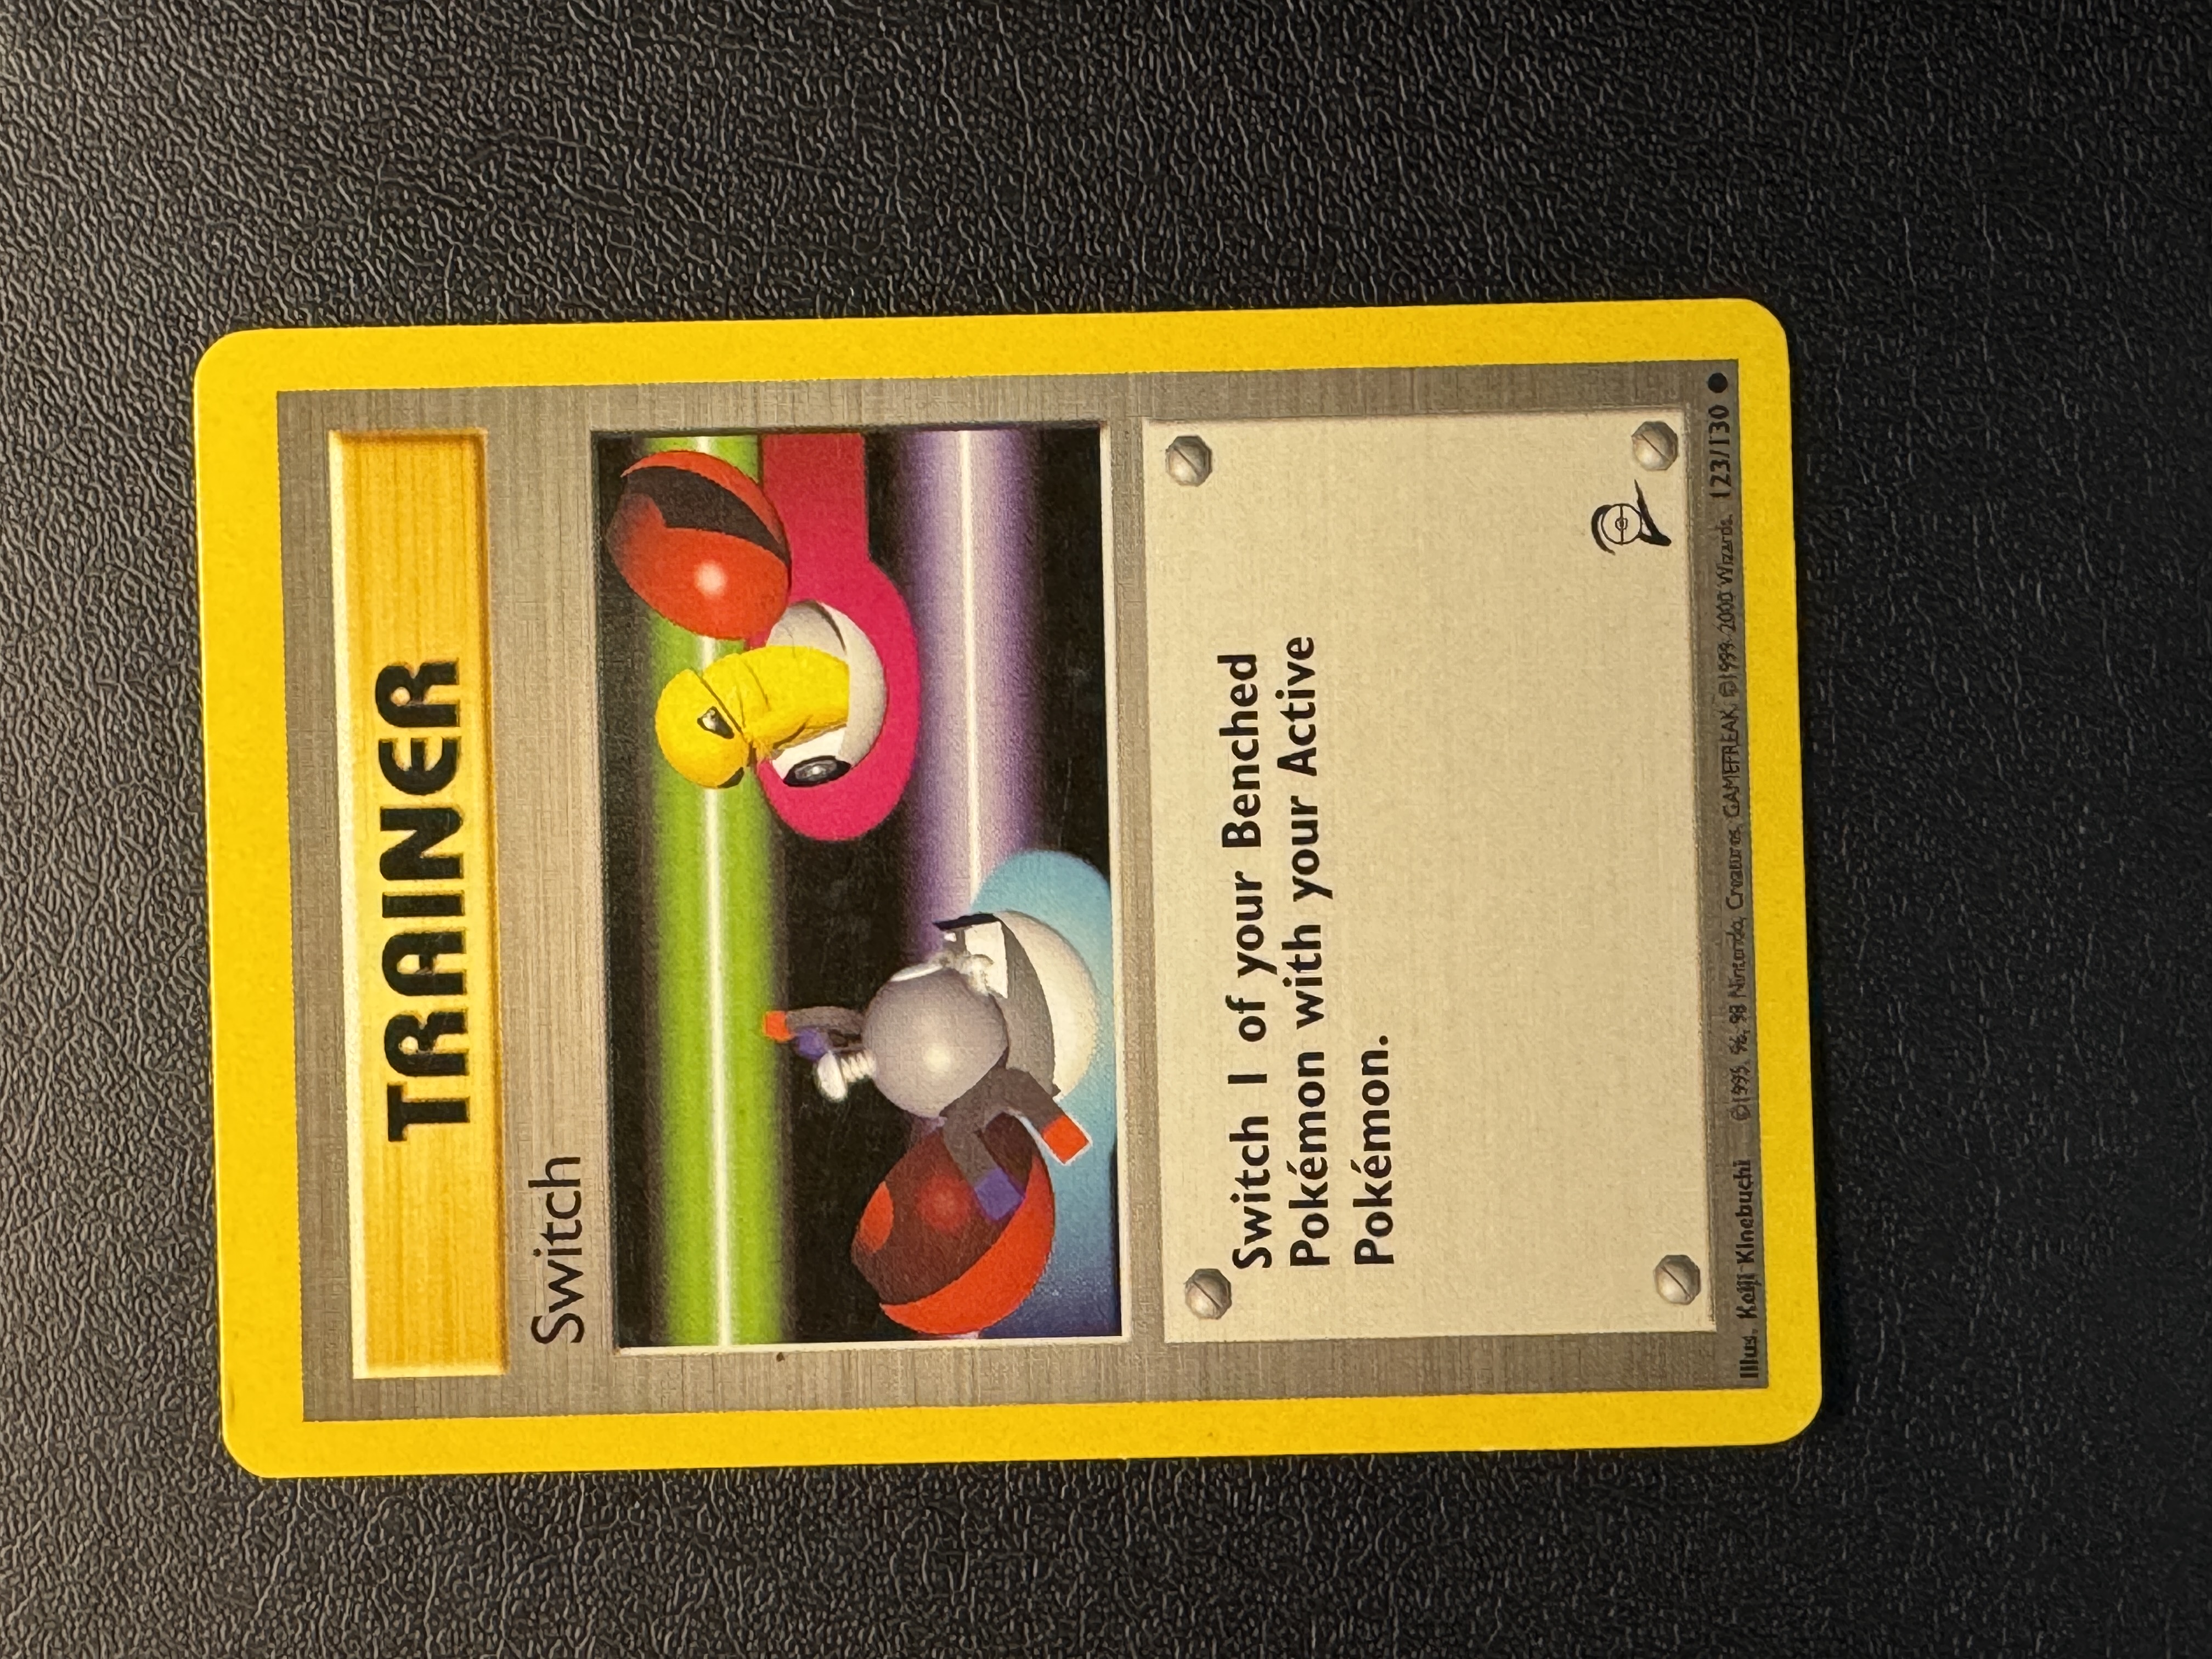 TRAINER
Switch
Switch 1 of your Benched
Pokémon with your Active
Pokémon.
Illus. Keiji Kinebuchi ©1995, 96, 98 Nintendo, Creatures, GAMEFREAK. ©1999-2000 Wizards. 123/130 ●